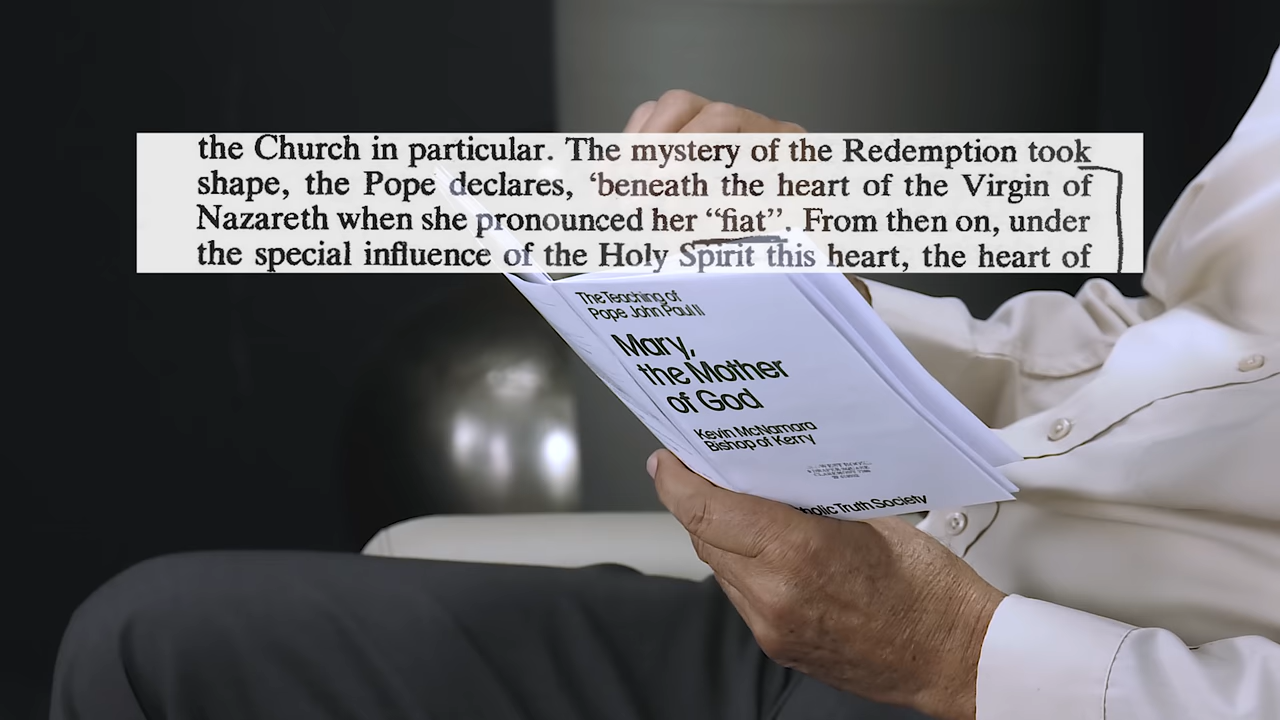 the Church in particular. The mystery of the Redemption took
shape, the Pope declares, ‘beneath the heart of the Virgin of
Nazareth when she pronounced her “fiat”. From then on, under
the special influence of the Holy Spirit this heart, the heart of
The Teaching of
Pope John Paul II
Mary,
the Mother
of God
Kevin McNamara
Bishop of Kerry
Truth Society